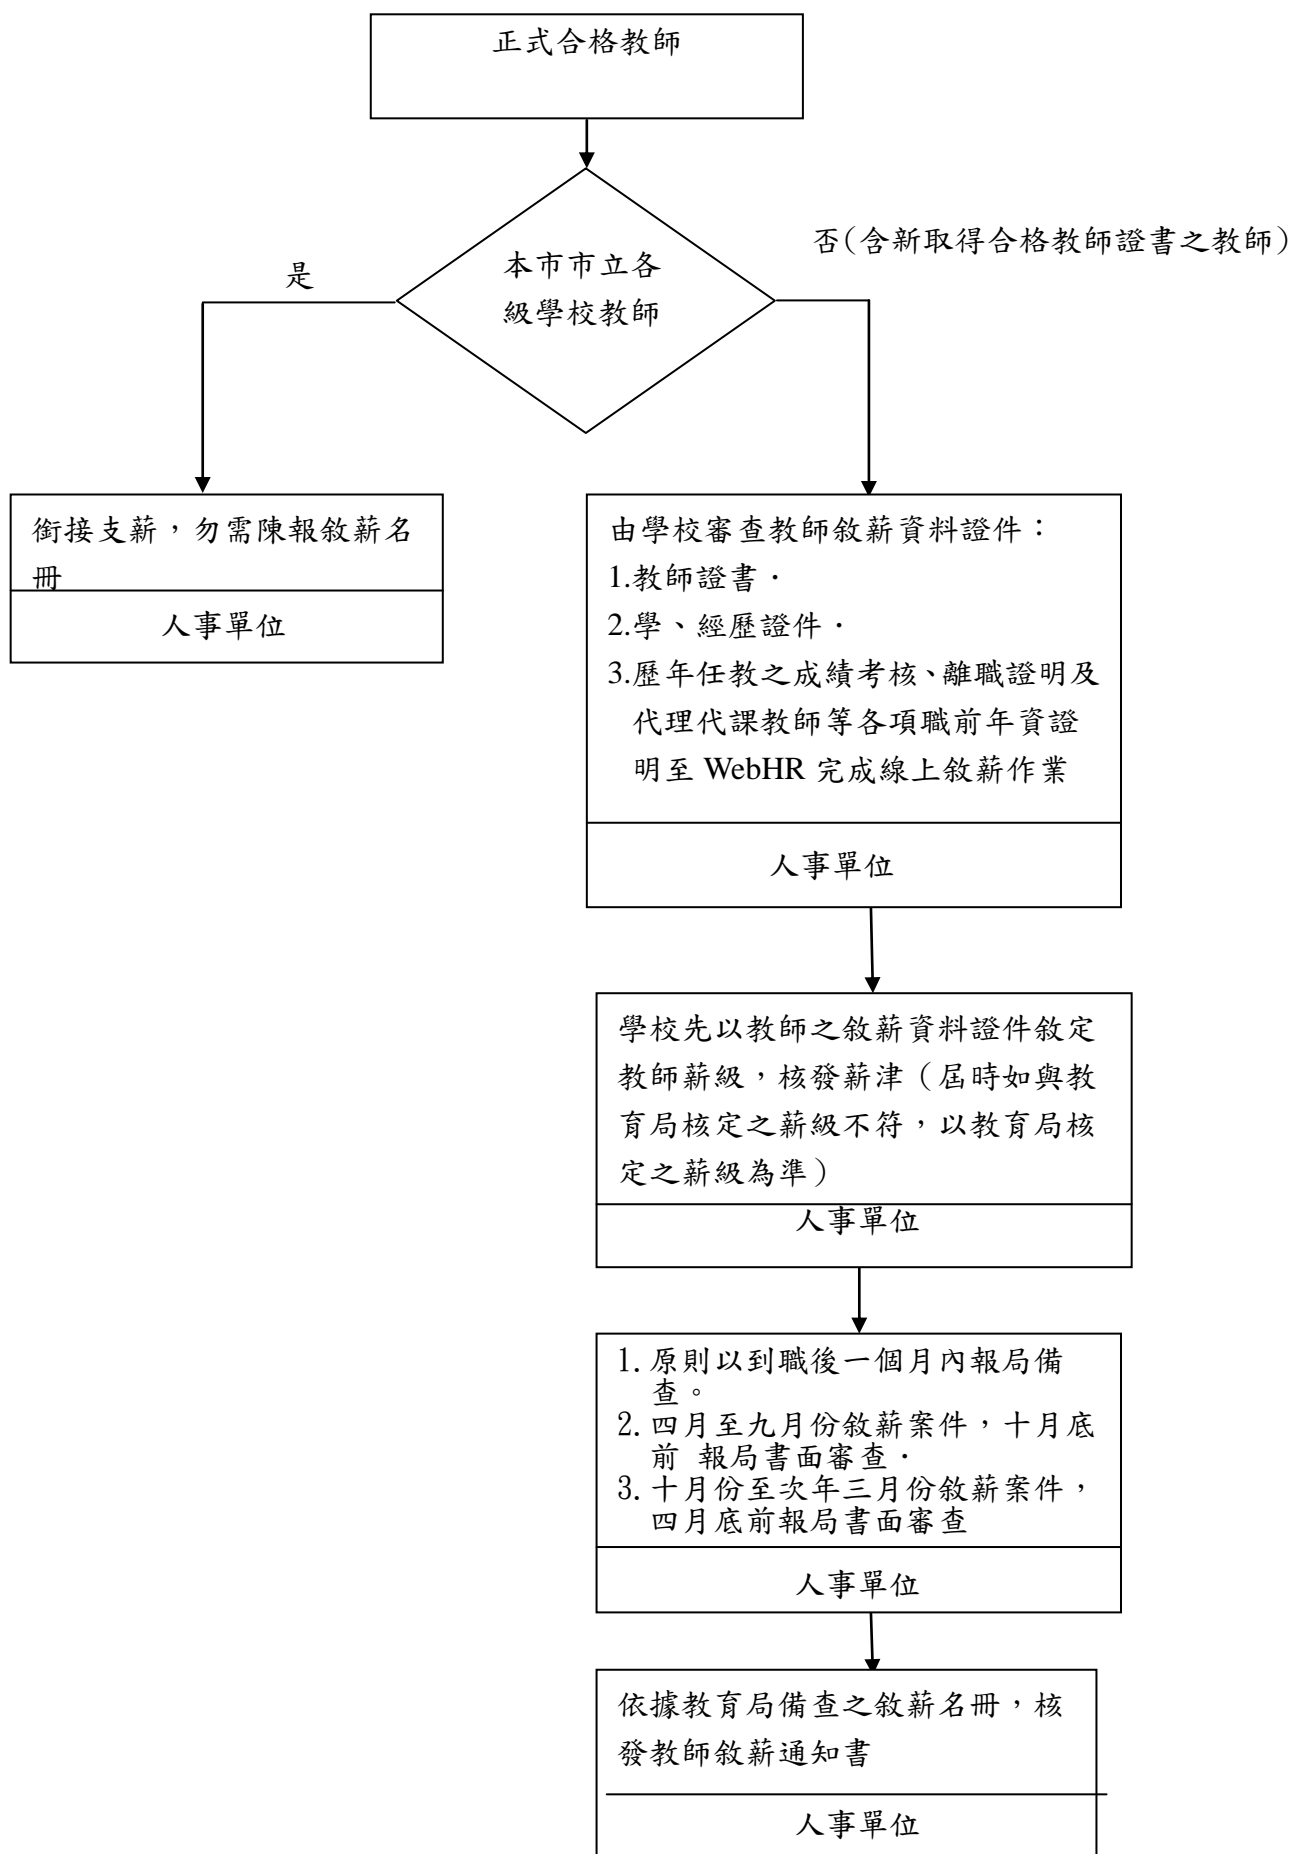 正式合格教師
否(含新取得合格教師證書之教師)
是
本市市立各
級學校教師
銜接支薪，勿需陳報敘薪名
冊
人事單位
由學校審查教師敘薪資料證件：
1.教師證書．
2.學、經歷證件．
3.歷年任教之成績考核、離職證明及
代理代課教師等各項職前年資證
明至 WebHR 完成線上敘薪作業
人事單位
學校先以教師之敘薪資料證件敘定
教師薪級，核發薪津（屆時如與教
育局核定之薪級不符，以教育局核
定之薪級為準）
人事單位
1. 原則以到職後一個月內報局備
查。
2. 四月至九月份敘薪案件，十月底
前 報局書面審查．
3. 十月份至次年三月份敘薪案件，
四月底前報局書面審查
人事單位
依據教育局備查之敘薪名冊，核
發教師敘薪通知書
人事單位